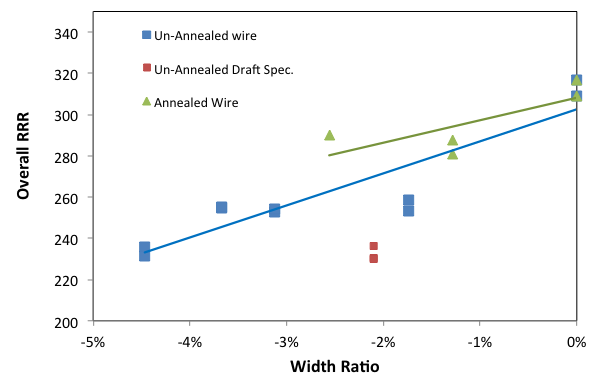 340
320
300
280
260
240
220
200
Overall RRR
Un-Annealed wire
Un-Annealed Draft Spec.
Annealed Wire
-5% -4% -3% -2% -1% 0%
Width Ratio